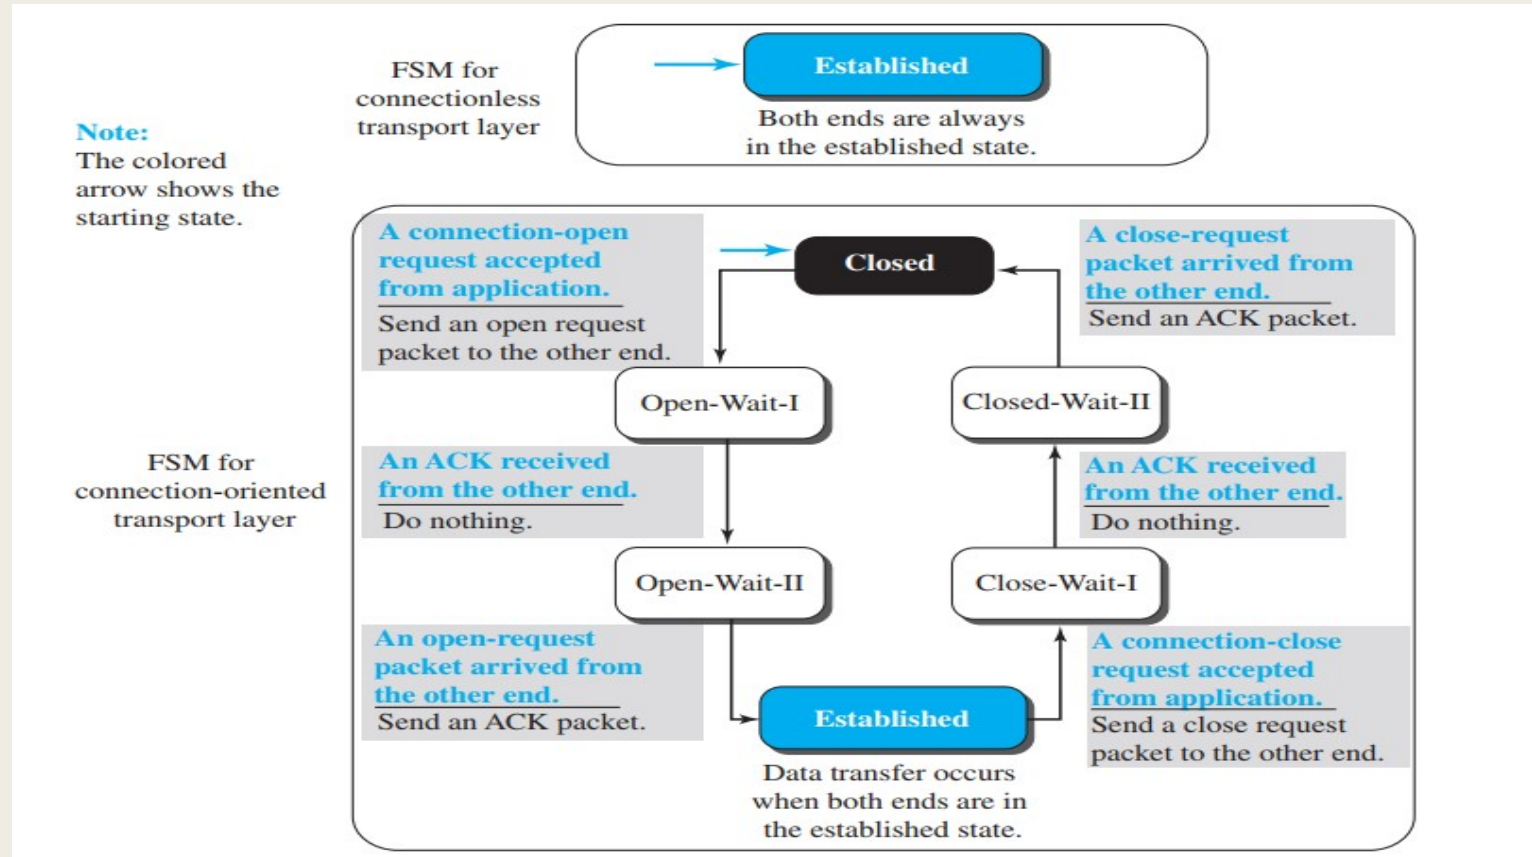 FSM for
connectionless
transport layer
Established
Both ends are always
in the established state.
Note:
The colored
arrow shows the
starting state.
FSM for
connection-oriented
transport layer
A connection-open
request accepted
from application.
Send an open request
packet to the other end.
Closed
A close-request
packet arrived from
the other end.
Send an ACK packet.
Open-Wait-I
Closed-Wait-II
An ACK received
from the other end.
Do nothing.
An ACK received
from the other end.
Do nothing.
Open-Wait-II
Close-Wait-I
An open-request
packet arrived from
the other end.
Send an ACK packet.
Established
Data transfer occurs
when both ends are in
the established state.
A connection-close
request accepted
from application.
Send a close request
packet to the other end.